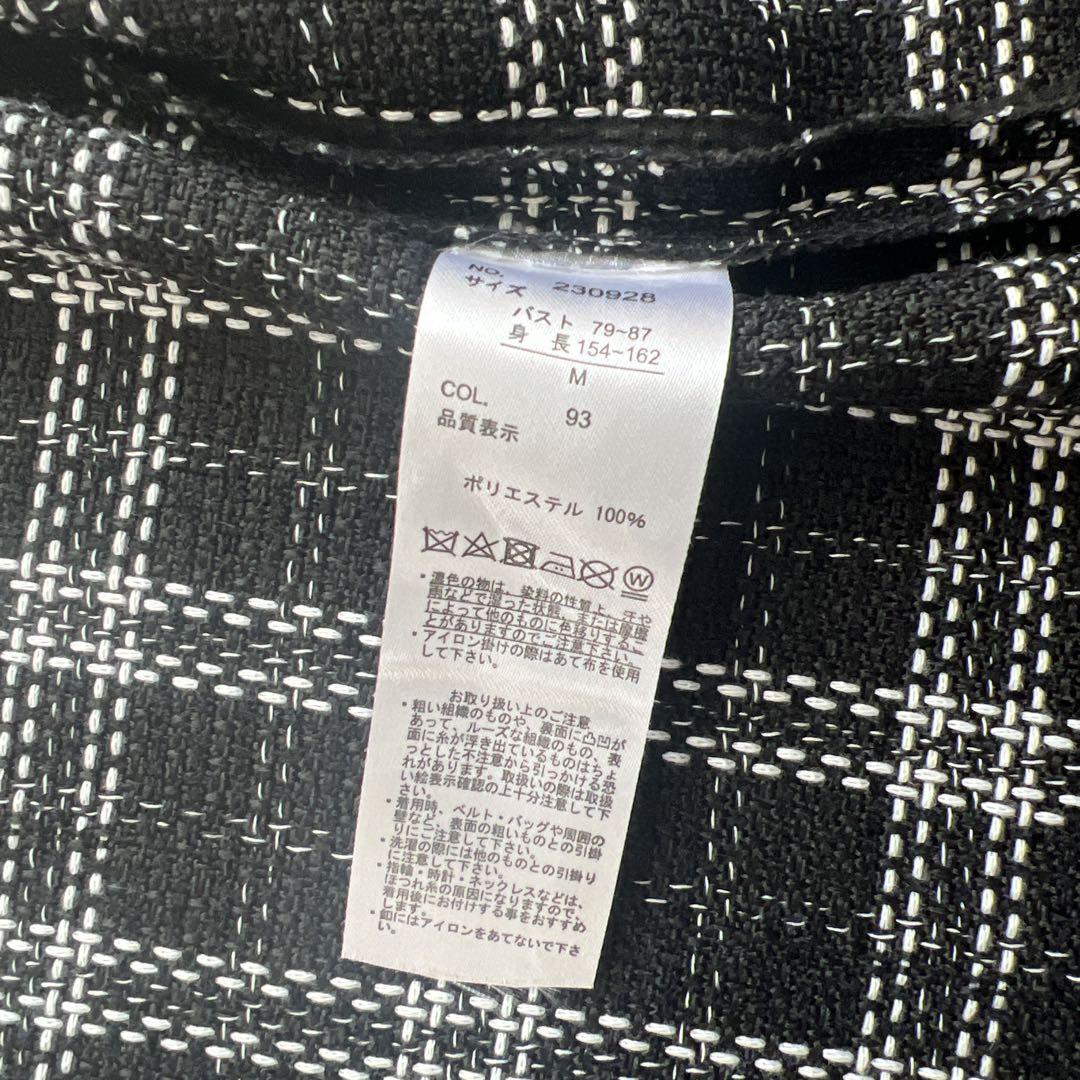 NO. 230928
サイズ
バスト 79~87
身 長 154~162
M
COL. 93
品質表示
ポリエステル 100%
W
・濃色の物は、染料の性質上、汗や
雨などで湿った状態、または摩擦
によって他のものに色移りするこ
とがありますのでご注意下さい。
・アイロン掛けの際はあて布を使用
して下さい。
お取り扱い上のご注意
・粗い組織のものや、表面に凸凹が
あって、ルーズな組織のもの、表
面に糸が浮き出ているものはちょ
っとした不注意から引っかける恐
れがあります。取扱いの際は取扱
い絵表示確認の上十分注意して下
さい。
・着用時、ベルト・バッグや周囲の
壁など、表面の粗いものとの引掛
りにご注意して下さい。
・洗濯の際には他のものとの引掛り
に注意して下さい。
・指輪・時計・ネックレスなどは、
ほつれ糸の原因になりますので、
着用後にお付けする事をおすすめ
します。
・釦にはアイロンをあてないで下さ
い。